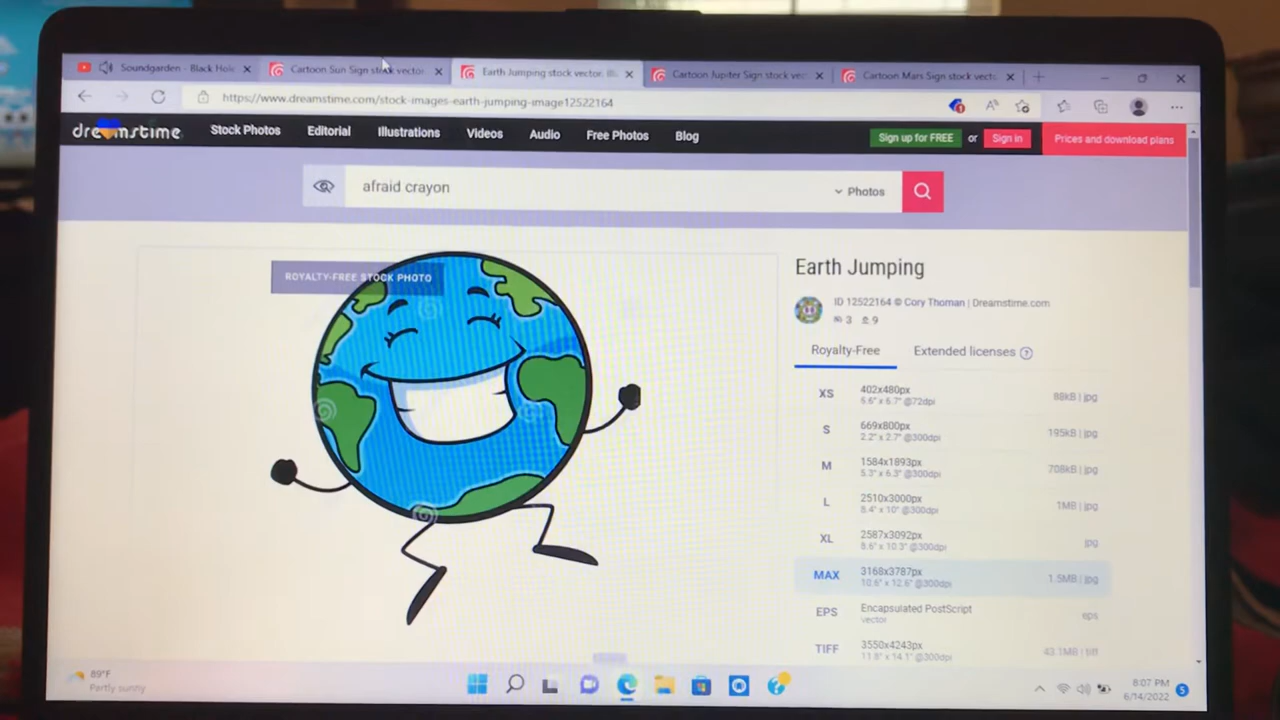 Soundgarden - Black Hole
Cartoon Sun Sign stock vector
Earth Jumping stock vector. Illu
Cartoon Jupiter Sign stock vect
Cartoon Mars Sign stock vecto
https://www.dreamstime.com/stock-images-earth-jumping-image12522164
dreamstime
Stock Photos
Editorial
Illustrations
Videos
Audio
Free Photos
Blog
Sign up for FREE
or
Sign in
Prices and download plans
afraid crayon
Photos
ROYALTY-FREE STOCK PHOTO
Earth Jumping
ID 12522164 © Cory Thoman | Dreamstime.com
3 9
Royalty-Free
Extended licenses
XS 402x480px 88kB | jpg
5.6" x 6.7" @72dpi
S 669x800px 195kB | jpg
2.2" x 2.7" @300dpi
M 1584x1893px 708kB | jpg
5.3" x 6.3" @300dpi
L 2510x3000px 1MB | jpg
8.4" x 10" @300dpi
XL 2587x3092px jpg
8.6" x 10.3" @300dpi
MAX 3168x3787px 1.5MB | jpg
10.6" x 12.6" @300dpi
EPS Encapsulated PostScript eps
vector
TIFF 3550x4243px 43.1MB | tiff
11.8" x 14.1" @300dpi
89°F
Partly sunny
8:07 PM
6/14/2022
5